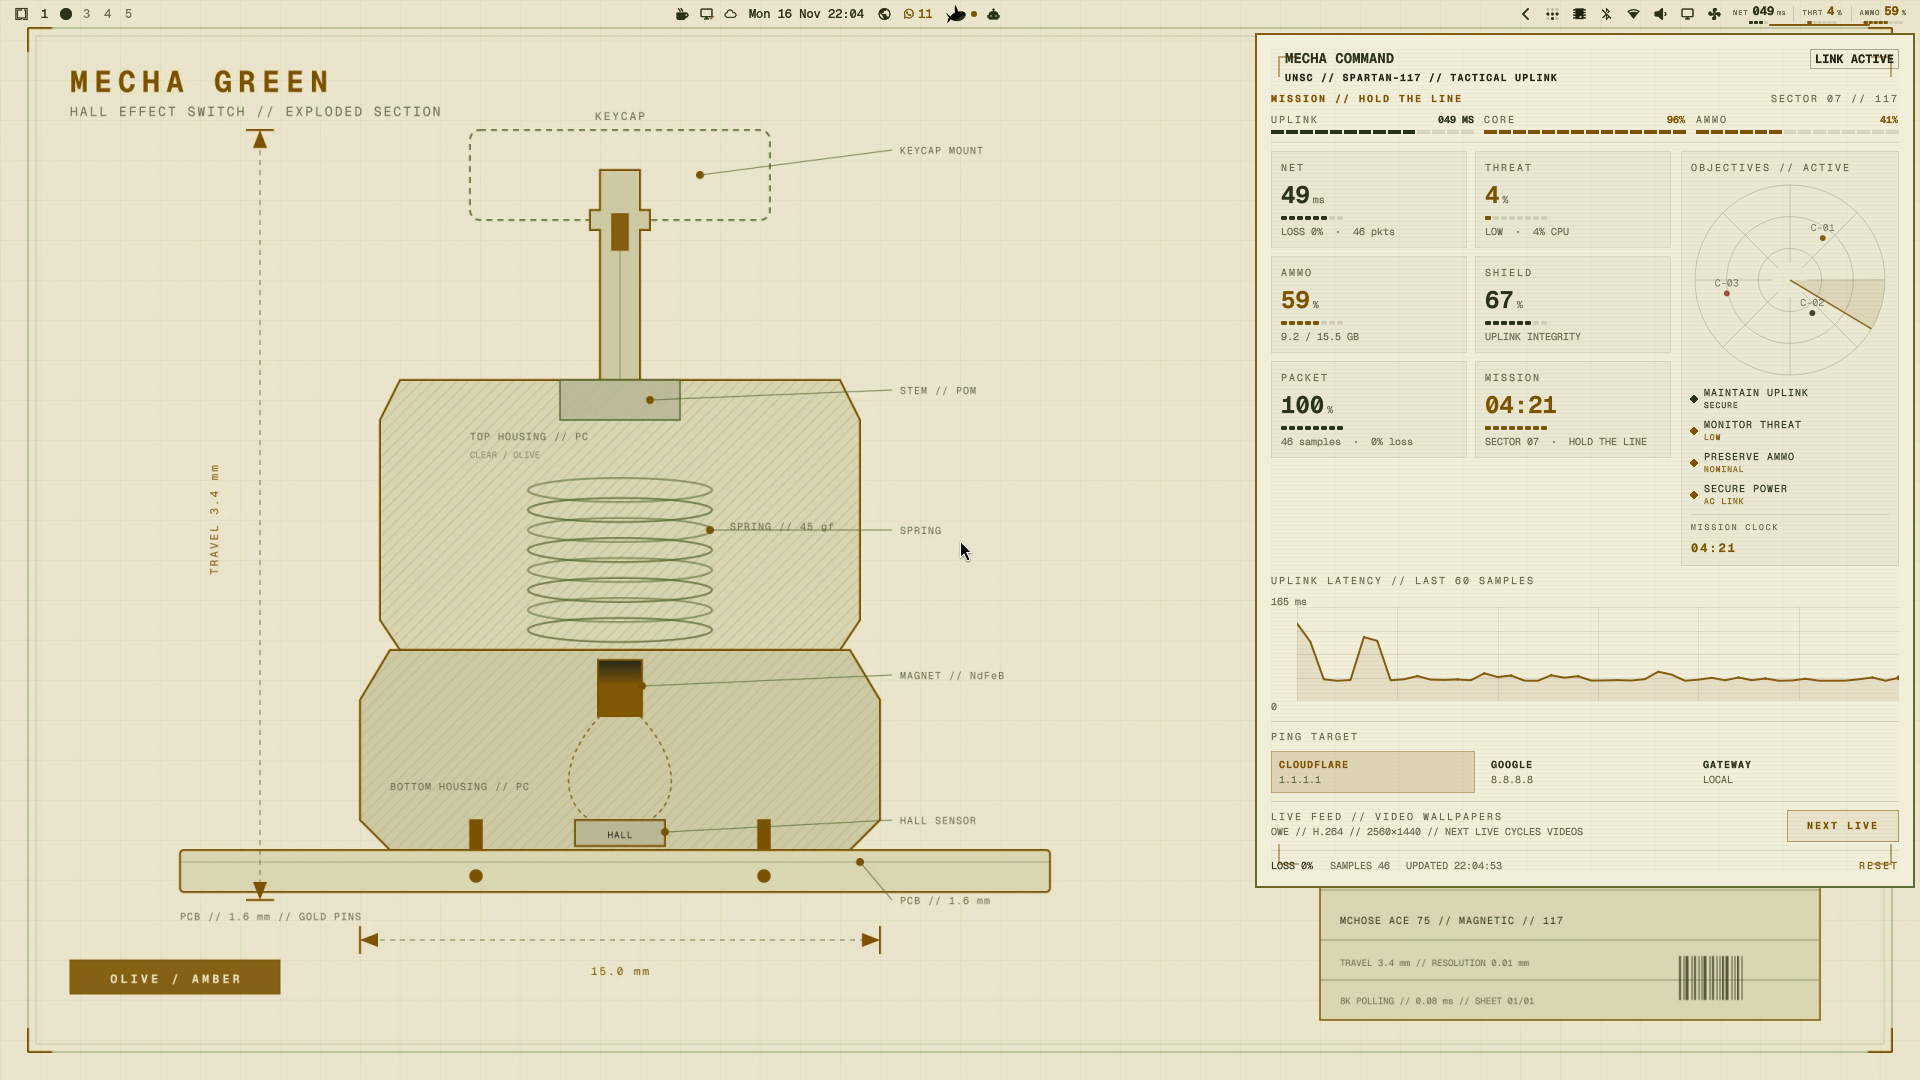 1 3 4 5
Mon 16 Nov 22:04
11
NET 049 ms THRT 4 % AMMO 59 %
MECHA GREEN
HALL EFFECT SWITCH // EXPLODED SECTION
KEYCAP
KEYCAP MOUNT
STEM // POM
TOP HOUSING // PC
CLEAR / OLIVE
SPRING // 45 gf
SPRING
TRAVEL 3.4 mm
MAGNET // NdFeB
BOTTOM HOUSING // PC
HALL
HALL SENSOR
PCB // 1.6 mm
PCB // 1.6 mm // GOLD PINS
15.0 mm
OLIVE / AMBER
MECHA COMMAND
LINK ACTIVE
UNSC // SPARTAN-117 // TACTICAL UPLINK
MISSION // HOLD THE LINE
SECTOR 07 // 117
UPLINK 049 MS CORE 96% AMMO 41%
NET
49 ms
LOSS 0% · 46 pkts
THREAT
4 %
LOW · 4% CPU
AMMO
59 %
9.2 / 15.5 GB
SHIELD
67 %
UPLINK INTEGRITY
PACKET
100 %
46 samples · 0% loss
MISSION
04:21
SECTOR 07 · HOLD THE LINE
OBJECTIVES // ACTIVE
C-01
C-03
C-02
MAINTAIN UPLINK
SECURE
MONITOR THREAT
LOW
PRESERVE AMMO
NOMINAL
SECURE POWER
AC LINK
MISSION CLOCK
04:21
UPLINK LATENCY // LAST 60 SAMPLES
165 ms
0
PING TARGET
CLOUDFLARE
1.1.1.1
GOOGLE
8.8.8.8
GATEWAY
LOCAL
LIVE FEED // VIDEO WALLPAPERS
OWE // H.264 // 2560×1440 // NEXT LIVE CYCLES VIDEOS
NEXT LIVE
LOSS 0% SAMPLES 46 UPDATED 22:04:53
RESET
MCHOSE ACE 75 // MAGNETIC // 117
TRAVEL 3.4 mm // RESOLUTION 0.01 mm
8K POLLING // 0.08 ms // SHEET 01/01